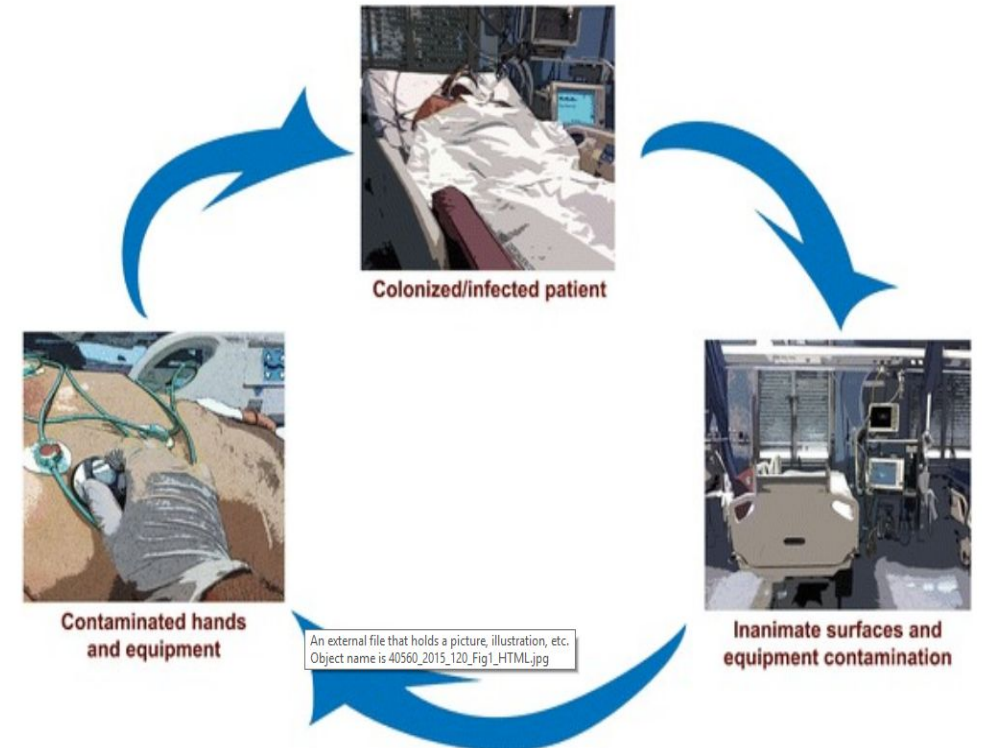 Colonized/infected patient
Contaminated hands
and equipment
An external file that holds a picture, illustration, etc.
Object name is 40560_2015_120_Fig1_HTML.jpg
Inanimate surfaces and
equipment contamination